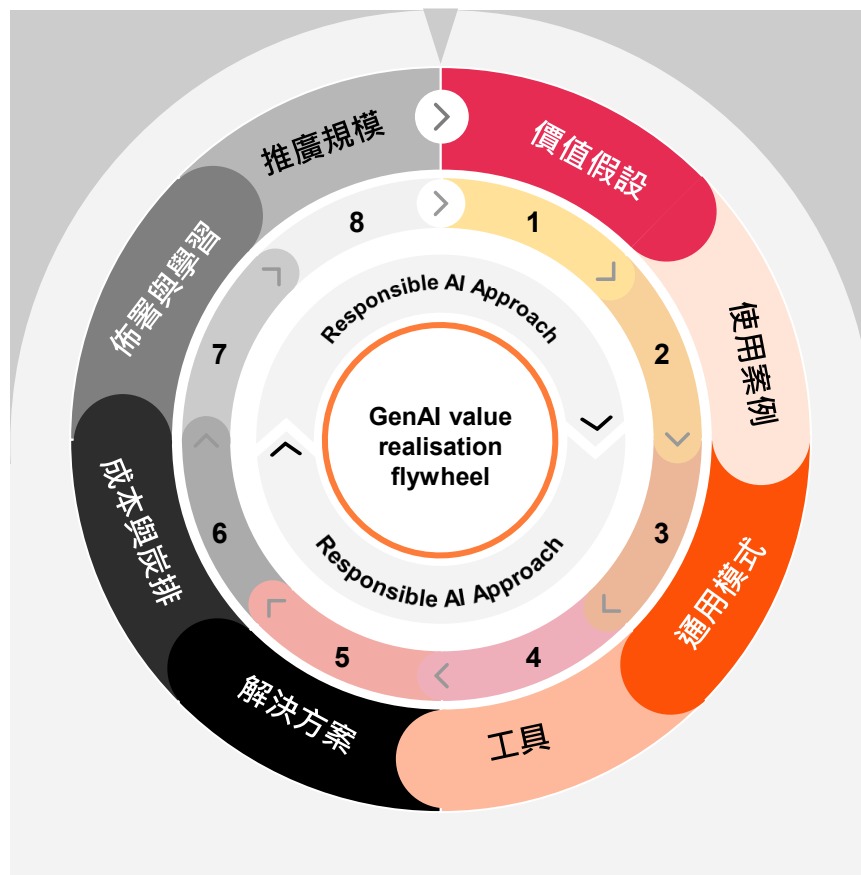 價值假設
使用案例
通用模式
工具
解決方案
成本與炭排
佈署與學習
推廣規模
1
2
3
4
5
6
7
8
Responsible AI Approach
GenAI value
realisation
flywheel
Responsible AI Approach